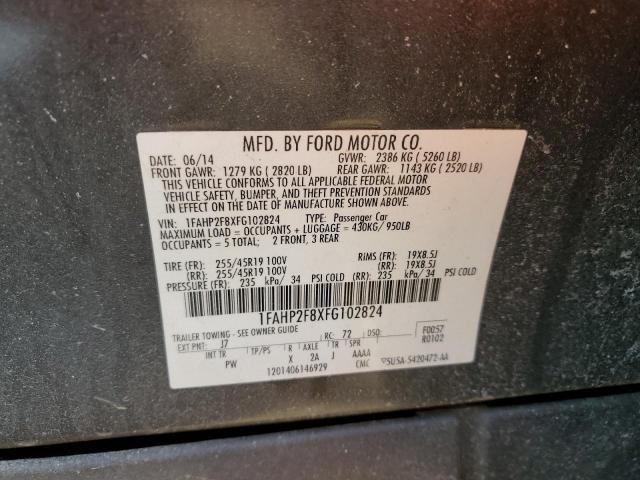 MFD. BY FORD MOTOR CO.
DATE: 06/14 GVWR: 2386 KG ( 5260 LB)
FRONT GAWR: 1279 KG ( 2820 LB) REAR GAWR: 1143 KG ( 2520 LB)
THIS VEHICLE CONFORMS TO ALL APPLICABLE FEDERAL MOTOR
VEHICLE SAFETY, BUMPER, AND THEFT PREVENTION STANDARDS
IN EFFECT ON THE DATE OF MANUFACTURE SHOWN ABOVE.
VIN: 1FAHP2F8XFG102824 TYPE: Passenger Car
MAXIMUM LOAD = OCCUPANTS + LUGGAGE = 430KG/ 950LB
OCCUPANTS = 5 TOTAL; 2 FRONT, 3 REAR
TIRE (FR): 255/45R19 100V RIMS (FR): 19X8.5J
(RR): 255/45R19 100V (RR): 19X8.5J
PRESSURE (FR): 235 kPa/ 34 PSI COLD (RR): 235 kPa/ 34 PSI COLD
1FAHP2F8XFG102824
TRAILER TOWING - SEE OWNER GUIDE RC: 72 DSO: F0057
EXT PNT: J7 R0102
INT TR TP/PS R AXLE TR SPR
PW X 2A J AAAA
1201406146929 CMC 5U5A-5420472-AA